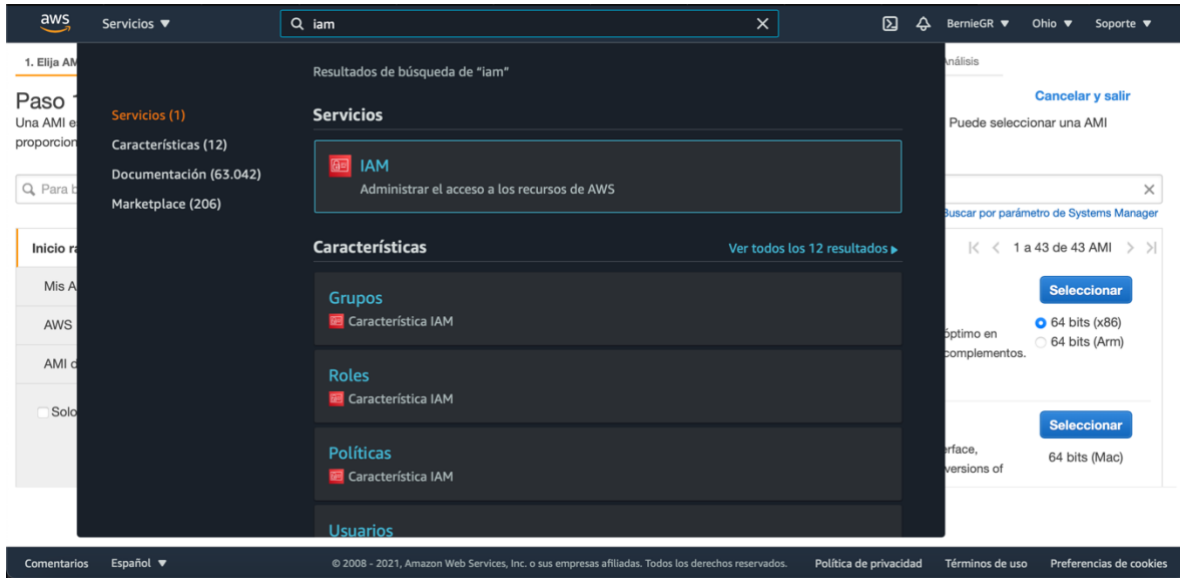 aws
Servicios ▼
iam
BernieGR ▼
Ohio ▼
Soporte ▼
1. Elija AM
Análisis
Paso 1
Cancelar y salir
Una AMI e
Puede seleccionar una AMI
proporcion
Para b
Buscar por parámetro de Systems Manager
Resultados de búsqueda de "iam"
Servicios (1)
Características (12)
Documentación (63.042)
Marketplace (206)
Servicios
IAM
Administrar el acceso a los recursos de AWS
Características
Ver todos los 12 resultados ▸
Grupos
Característica IAM
Roles
Característica IAM
Políticas
Característica IAM
Usuarios
Inicio rá
Mis A
AWS
AMI d
Solo
1 a 43 de 43 AMI
Seleccionar
óptimo en
complementos.
64 bits (x86)
64 bits (Arm)
Seleccionar
erface,
versions of
64 bits (Mac)
Comentarios
Español ▼
© 2008 - 2021, Amazon Web Services, Inc. o sus empresas afiliadas. Todos los derechos reservados.
Política de privacidad
Términos de uso
Preferencias de cookies